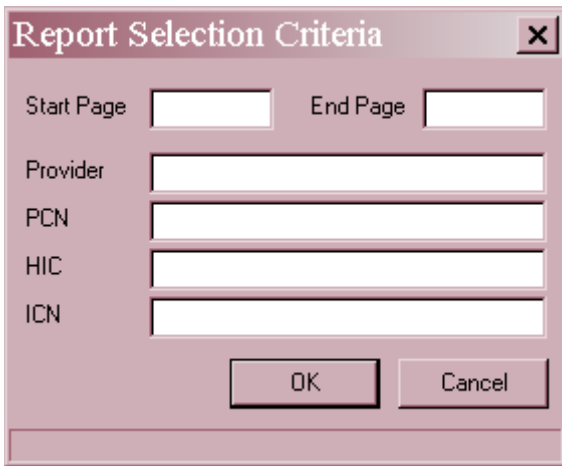 Report Selection Criteria
Start Page End Page
Provider
PCN
HIC
ICN
OK Cancel